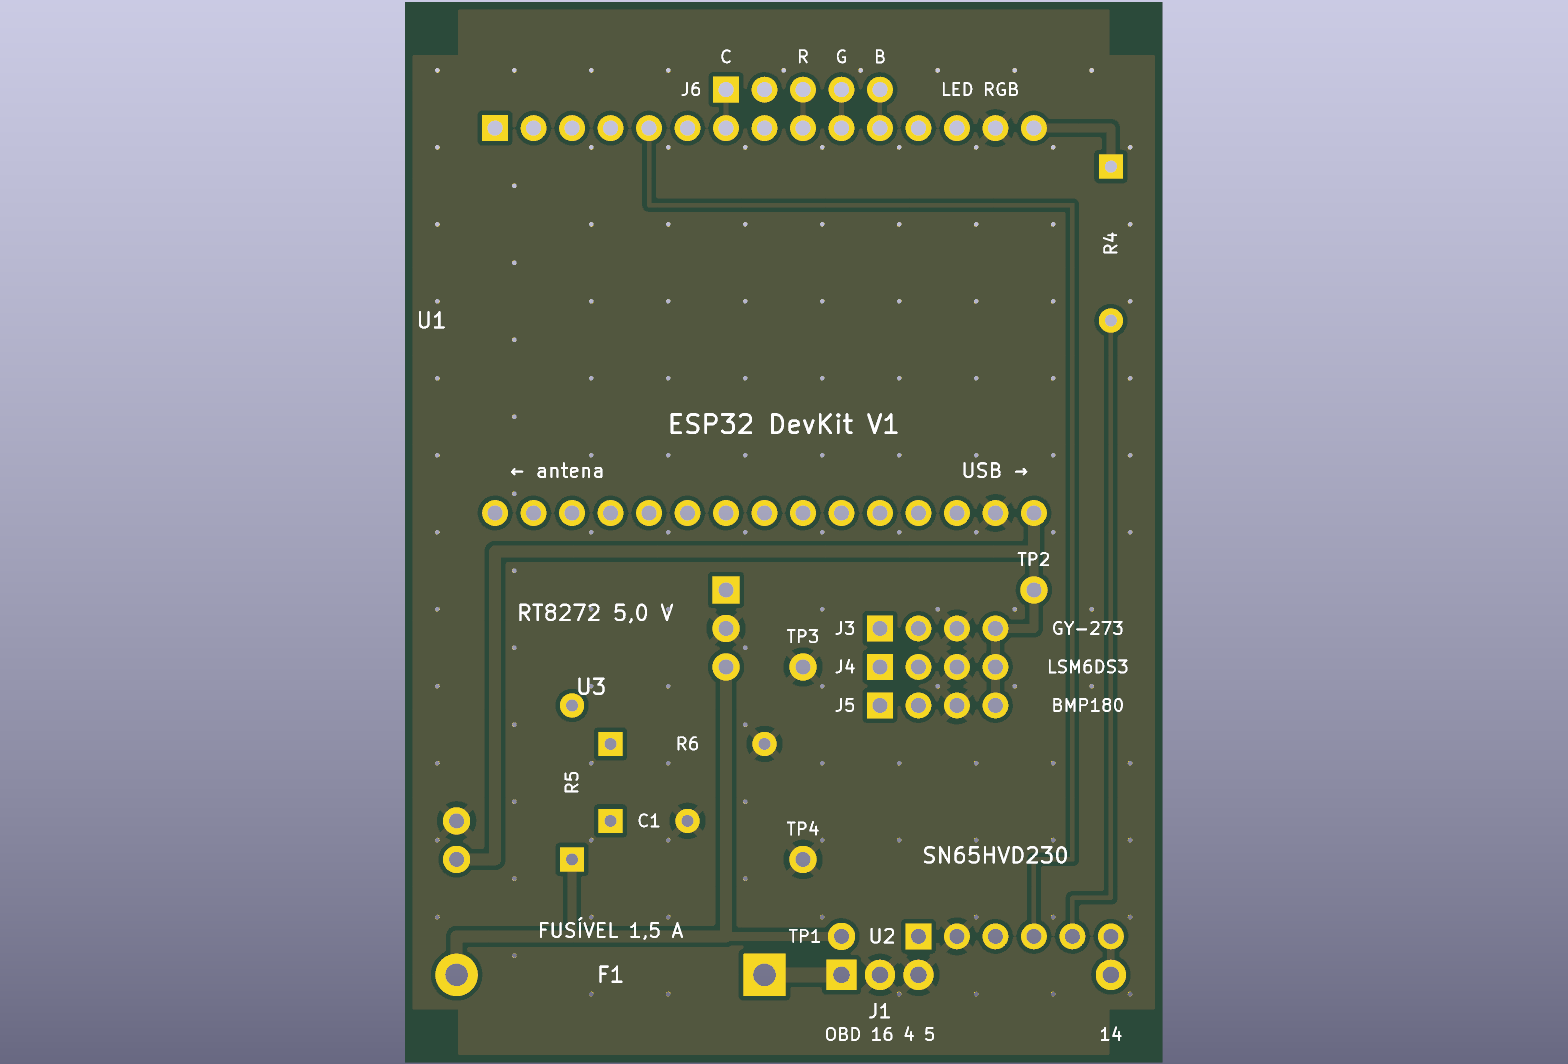 C R G B
J6 LED RGB
R4
U1
ESP32 DevKit V1
← antena USB →
TP2
RT8272 5,0 V
TP3 J3 GY-273
J4 LSM6DS3
U3
J5 BMP180
R6
R5
C1 TP4
SN65HVD230
FUSÍVEL 1,5 A
TP1 U2
F1
J1
OBD 16 4 5 14